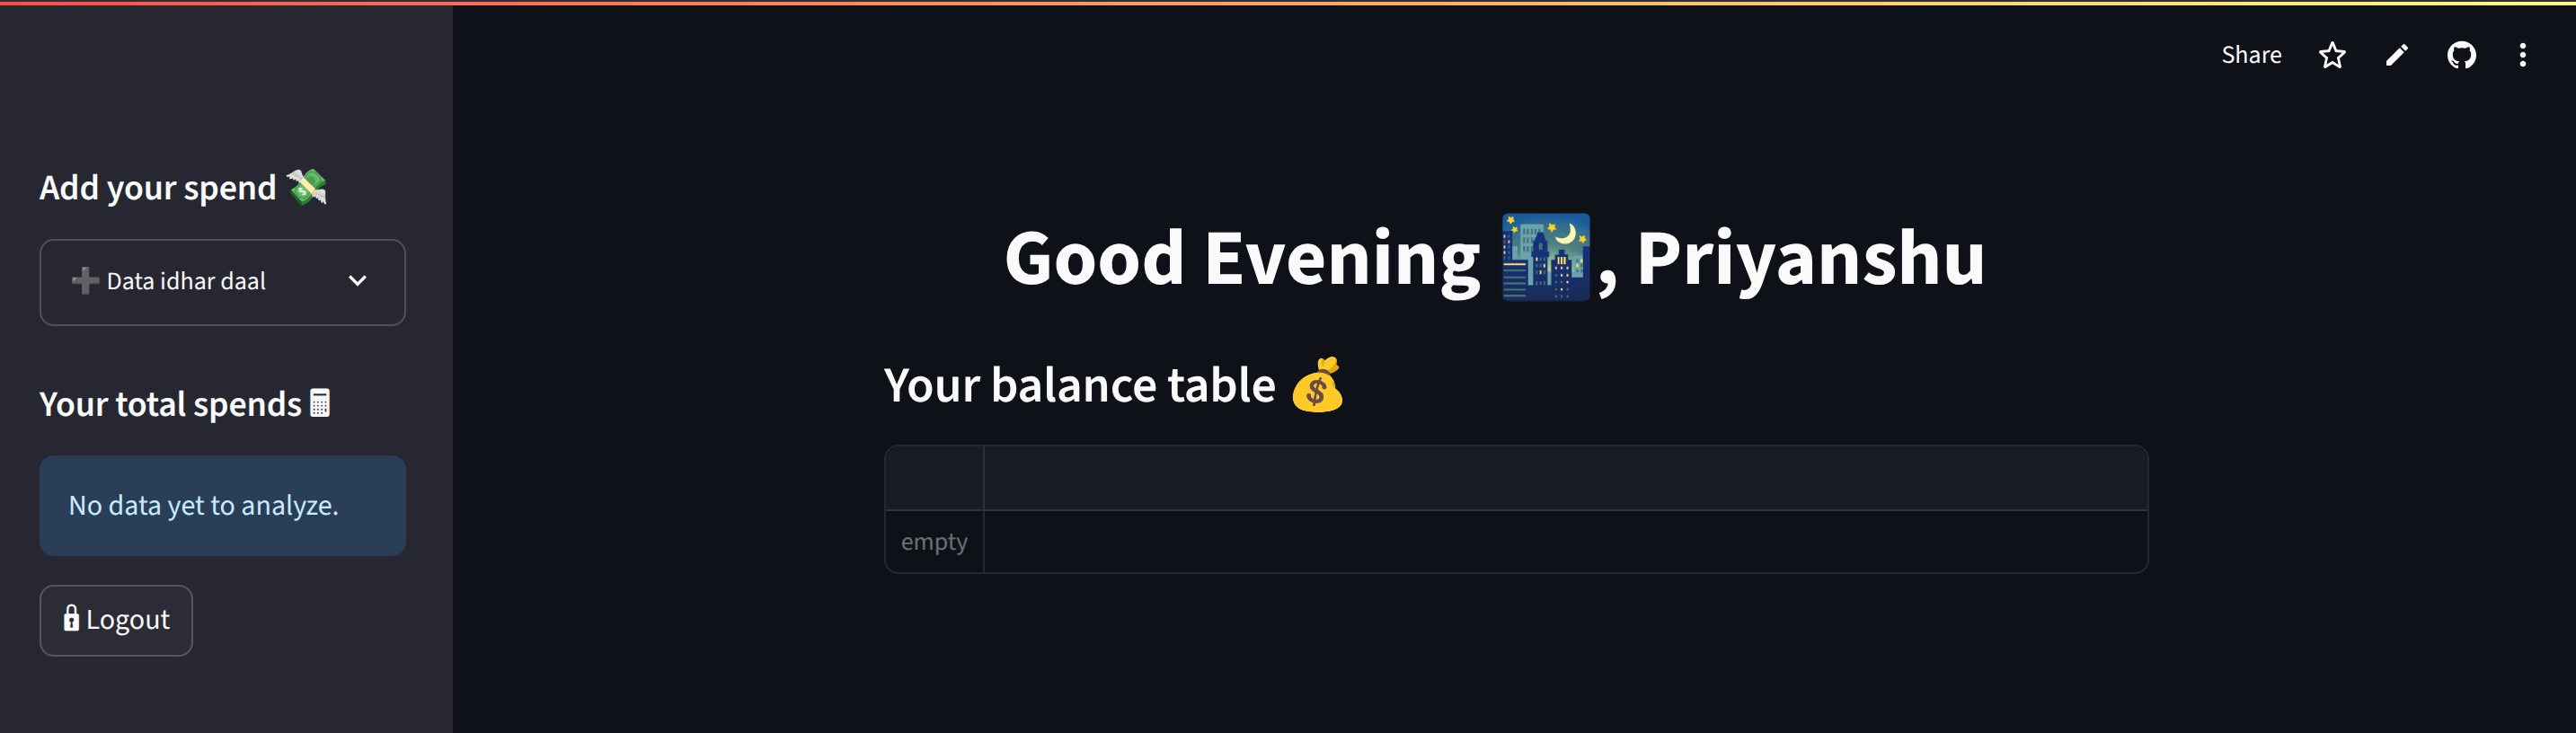 Share
Add your spend 💸
➕ Data idhar daal
Your total spends 🖩
No data yet to analyze.
🔒 Logout
Good Evening 🌃, Priyanshu
Your balance table 💰
empty